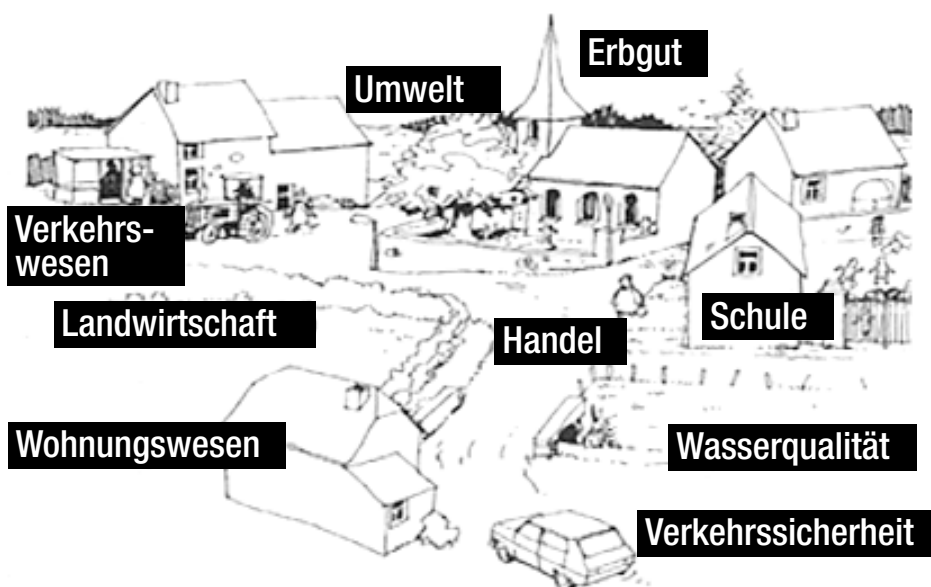 Erbgut
Umwelt
Verkehrs-
wesen
Landwirtschaft
Schule
Handel
Wohnungswesen
Wasserqualität
Verkehrssicherheit